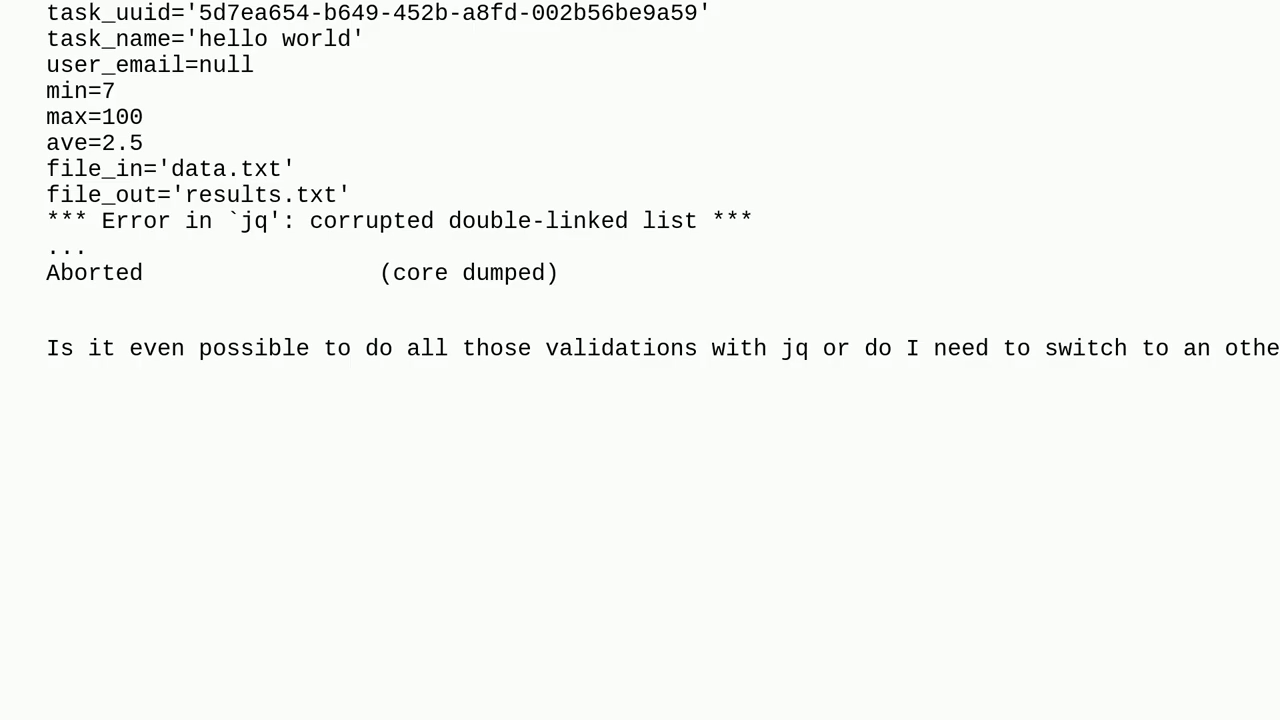 task_uuid='5d7ea654-b649-452b-a8fd-002b56be9a59'
task_name='hello world'
user_email=null
min=7
max=100
ave=2.5
file_in='data.txt'
file_out='results.txt'
*** Error in `jq': corrupted double-linked list ***
...
Aborted                 (core dumped)
Is it even possible to do all those validations with jq or do I need to switch to an othe